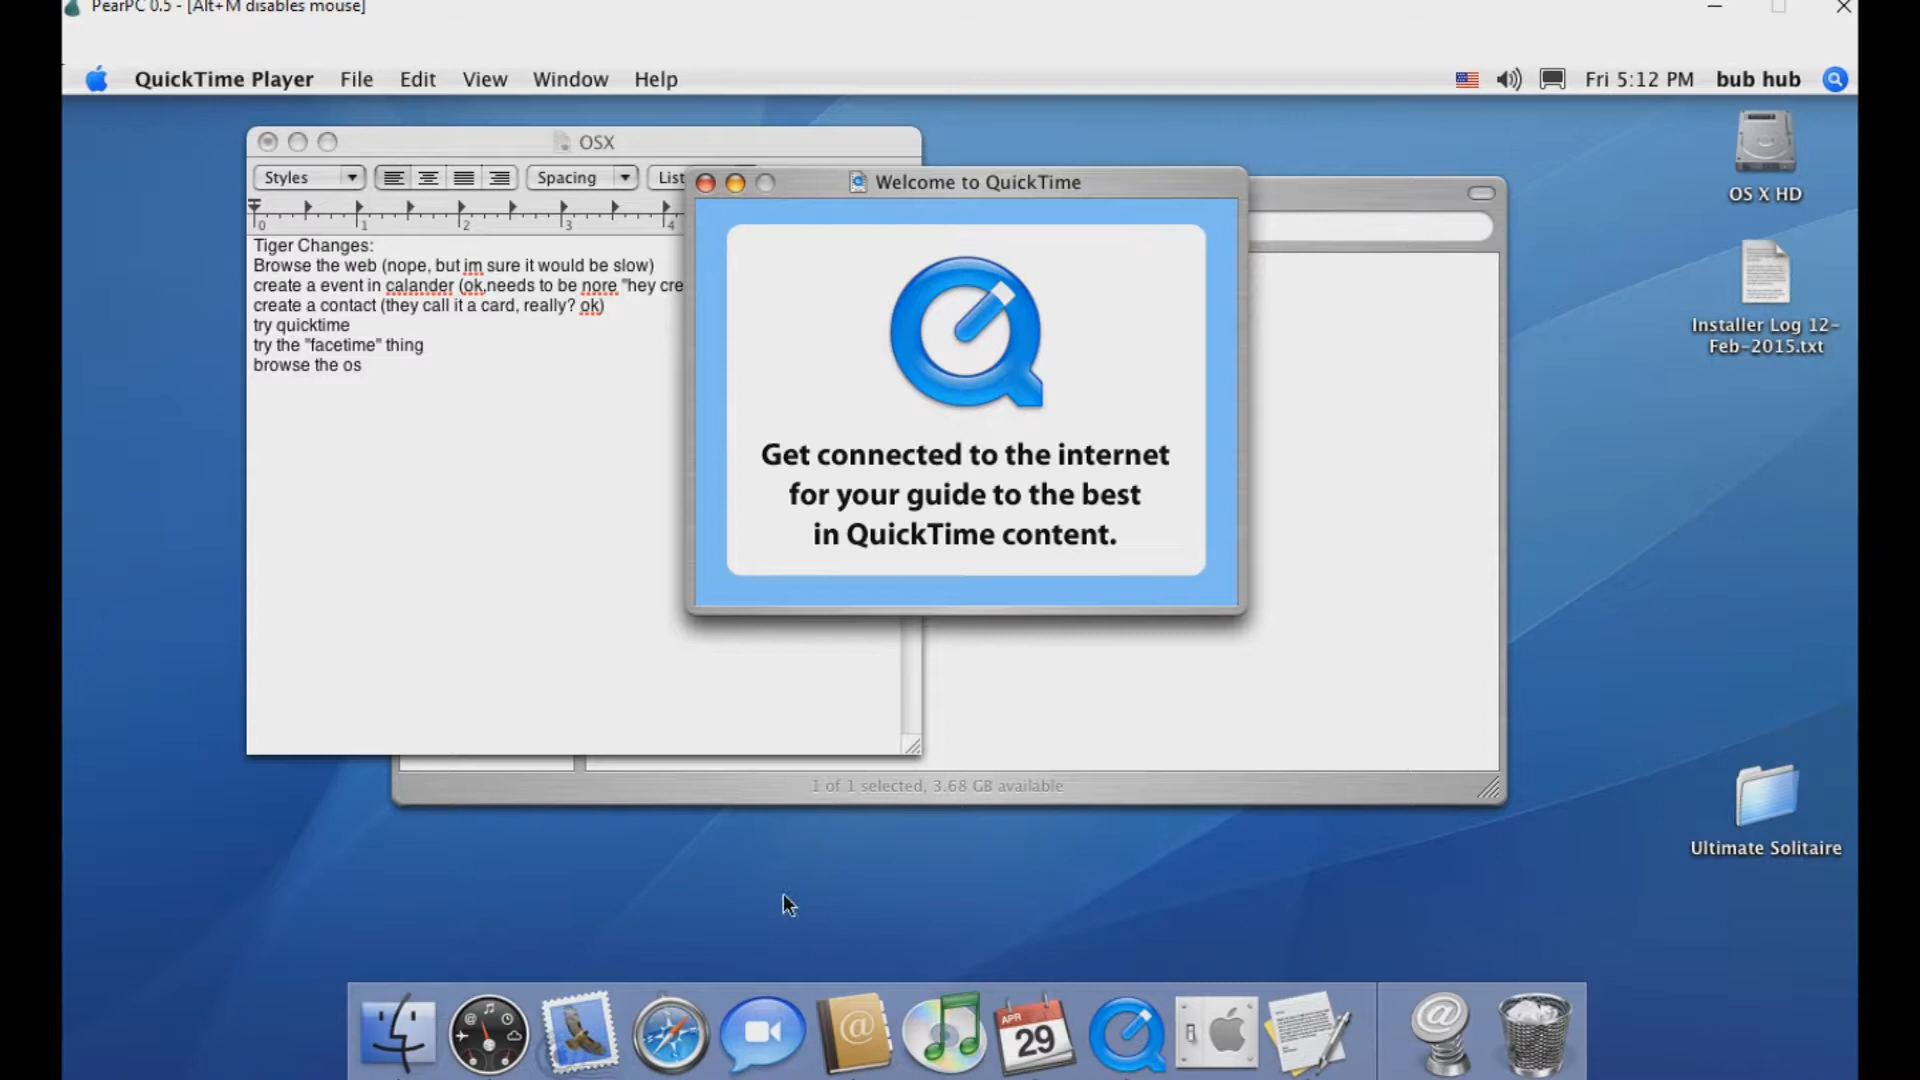 PearPC 0.5 - [Alt+M disables mouse]
QuickTime Player File Edit View Window Help
Fri 5:12 PM bub hub
OSX
Styles
Spacing
List
0 1 2 3 4
Tiger Changes:
Browse the web (nope, but im sure it would be slow)
create a event in calander (ok,needs to be nore "hey cre
create a contact (they call it a card, really? ok)
try quicktime
try the "facetime" thing
browse the os
Welcome to QuickTime
Get connected to the internet
for your guide to the best
in QuickTime content.
1 of 1 selected, 3.68 GB available
OS X HD
Installer Log 12-
Feb-2015.txt
Ultimate Solitaire
APR
29